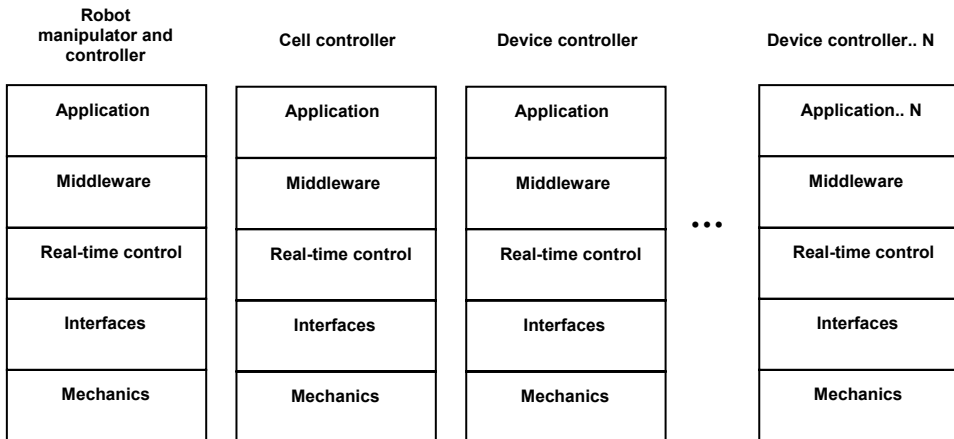 Robot
manipulator and
controller
Cell controller
Device controller
Device controller.. N
Application
Application
Application
Application.. N
Middleware
Middleware
Middleware
Middleware
...
Real-time control
Real-time control
Real-time control
Real-time control
Interfaces
Interfaces
Interfaces
Interfaces
Mechanics
Mechanics
Mechanics
Mechanics